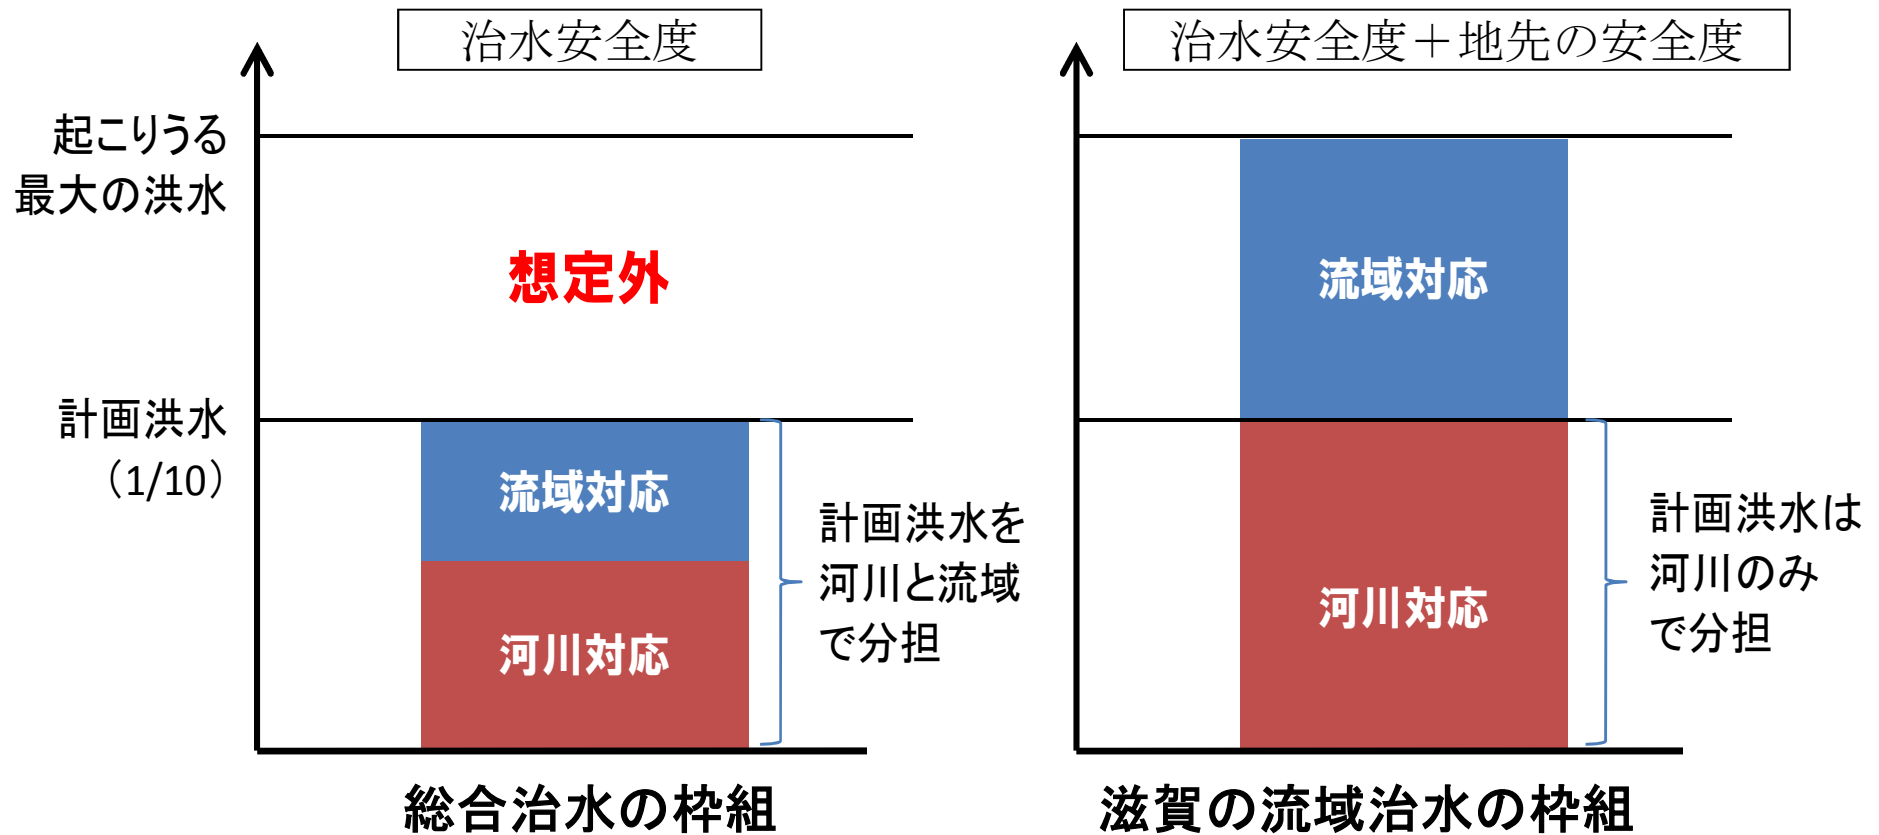 治水安全度
起こりうる
最大の洪水
想定外
計画洪水
（1/10）
流域対応
河川対応
計画洪水を
河川と流域
で分担
総合治水の枠組
治水安全度＋地先の安全度
流域対応
河川対応
計画洪水は
河川のみ
で分担
滋賀の流域治水の枠組